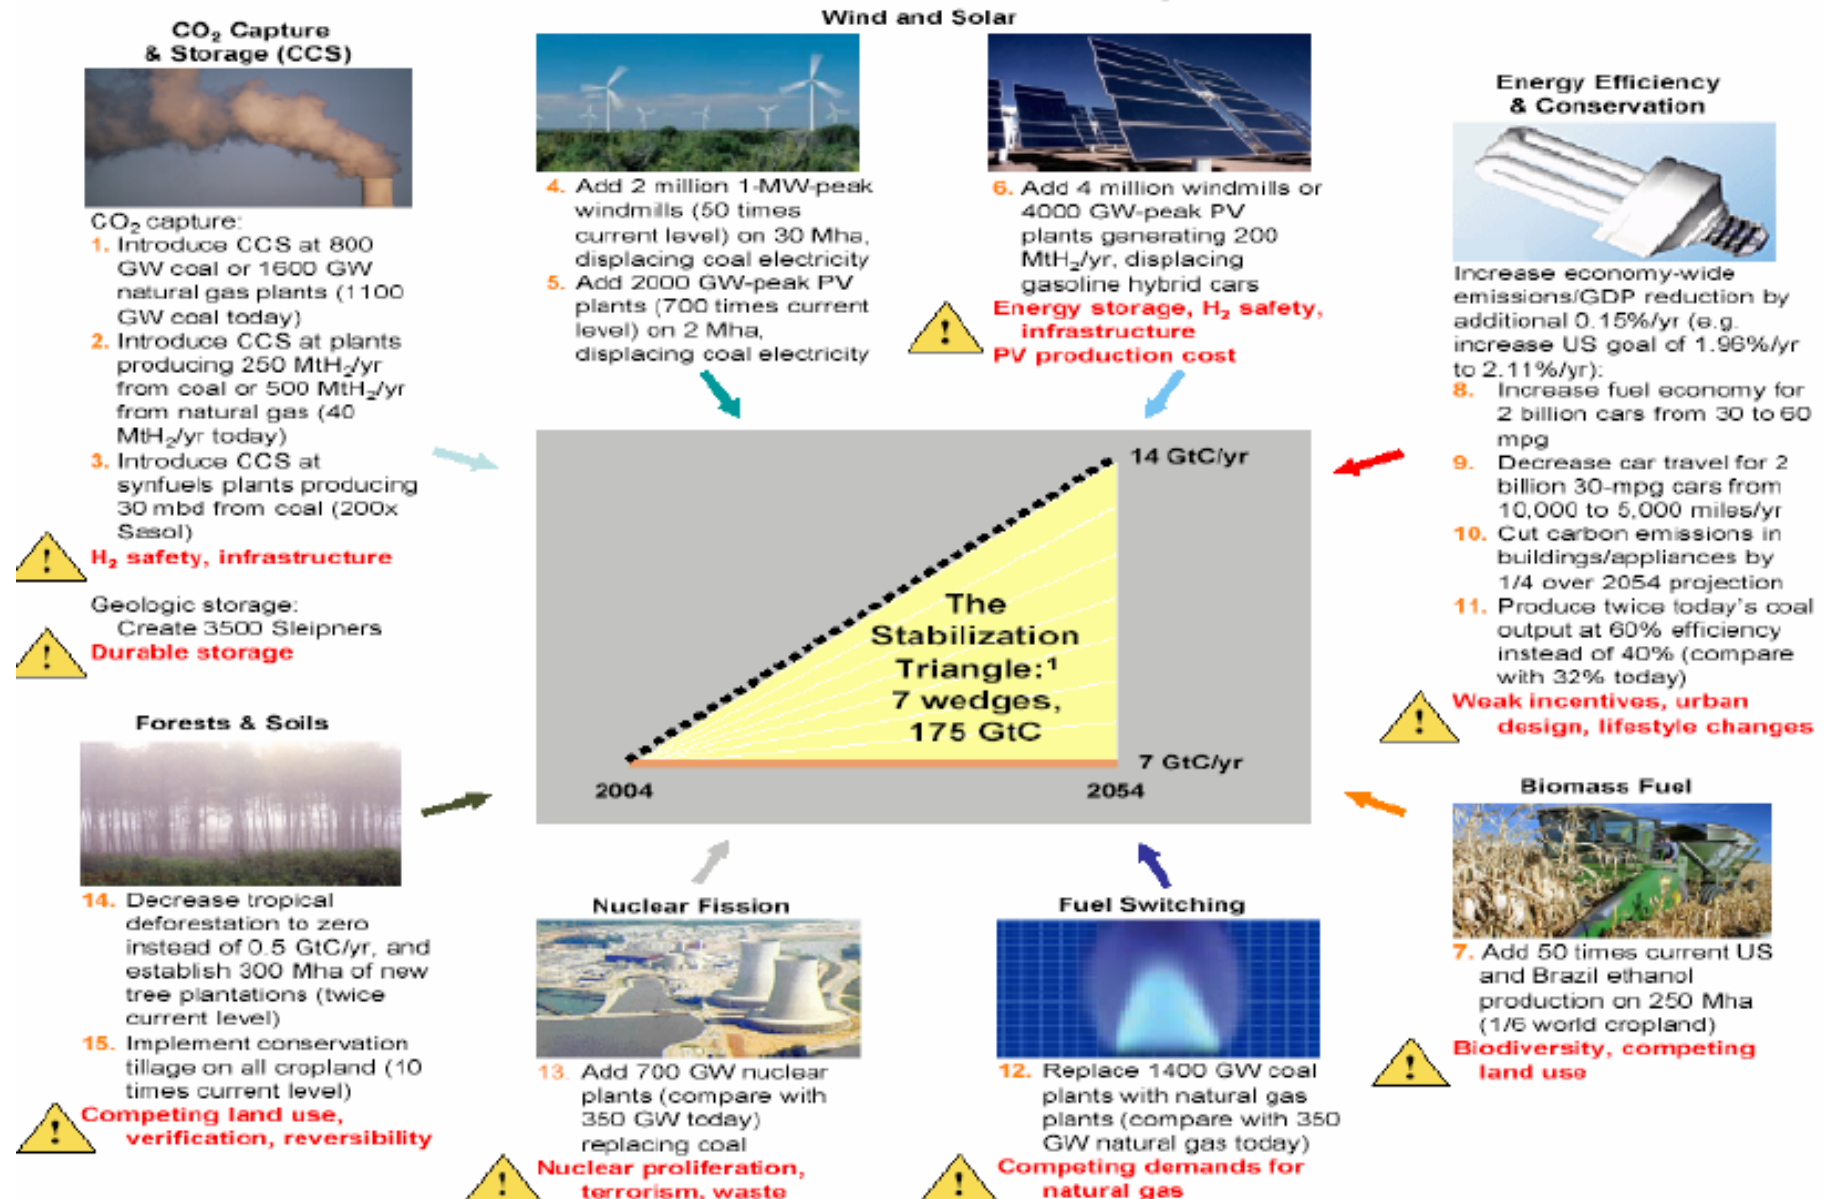 Wind and Solar
CO₂ Capture
& Storage (CCS)
CO₂ capture:
1. Introduce CCS at 800
GW coal or 1600 GW
natural gas plants (1100
GW coal today)
2. Introduce CCS at plants
producing 250 MtH₂/yr
from coal or 500 MtH₂/yr
from natural gas (40
MtH₂/yr today)
3. Introduce CCS at
synfuels plants producing
30 mbd from coal (200x
Sasol)
! H₂ safety, infrastructure
Geologic storage:
Create 3500 Sleipners
! Durable storage
4. Add 2 million 1-MW-peak
windmills (50 times
current level) on 30 Mha,
displacing coal electricity
5. Add 2000 GW-peak PV
plants (700 times current
level) on 2 Mha,
displacing coal electricity
6. Add 4 million windmills or
4000 GW-peak PV
plants generating 200
MtH₂/yr, displacing
gasoline hybrid cars
! Energy storage, H₂ safety,
infrastructure
PV production cost
Energy Efficiency
& Conservation
Increase economy-wide
emissions/GDP reduction by
additional 0.15%/yr (e.g.
increase US goal of 1.96%/yr
to 2.11%/yr):
8. Increase fuel economy for
2 billion cars from 30 to 60
mpg
9. Decrease car travel for 2
billion 30-mpg cars from
10,000 to 5,000 miles/yr
10. Cut carbon emissions in
buildings/appliances by
1/4 over 2054 projection
11. Produce twice today's coal
output at 60% efficiency
instead of 40% (compare
with 32% today)
! Weak incentives, urban
design, lifestyle changes
14 GtC/yr
The
Stabilization
Triangle:¹
7 wedges,
175 GtC
7 GtC/yr
2004
2054
Forests & Soils
14. Decrease tropical
deforestation to zero
instead of 0.5 GtC/yr, and
establish 300 Mha of new
tree plantations (twice
current level)
15. Implement conservation
tillage on all cropland (10
times current level)
! Competing land use,
verification, reversibility
Nuclear Fission
13. Add 700 GW nuclear
plants (compare with
350 GW today)
replacing coal
! Nuclear proliferation,
terrorism, waste
Fuel Switching
12. Replace 1400 GW coal
plants with natural gas
plants (compare with 350
GW natural gas today)
! Competing demands for
natural gas
Biomass Fuel
7. Add 50 times current US
and Brazil ethanol
production on 250 Mha
(1/6 world cropland)
! Biodiversity, competing
land use